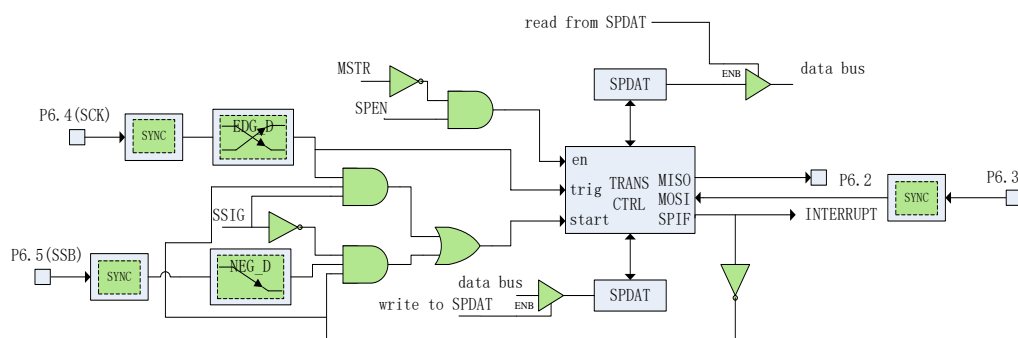 read from SPDAT
MSTR
SPDAT
ENB
data bus
SPEN
P6.4(SCK)
SYNC
EDG_D
en
trig
start
TRANS
CTRL
MISO
MOSI
SPIF
P6.2
SYNC
P6.3
INTERRUPT
SSIG
P6.5(SSB)
SYNC
NEG_D
data bus
write to SPDAT
ENB
SPDAT